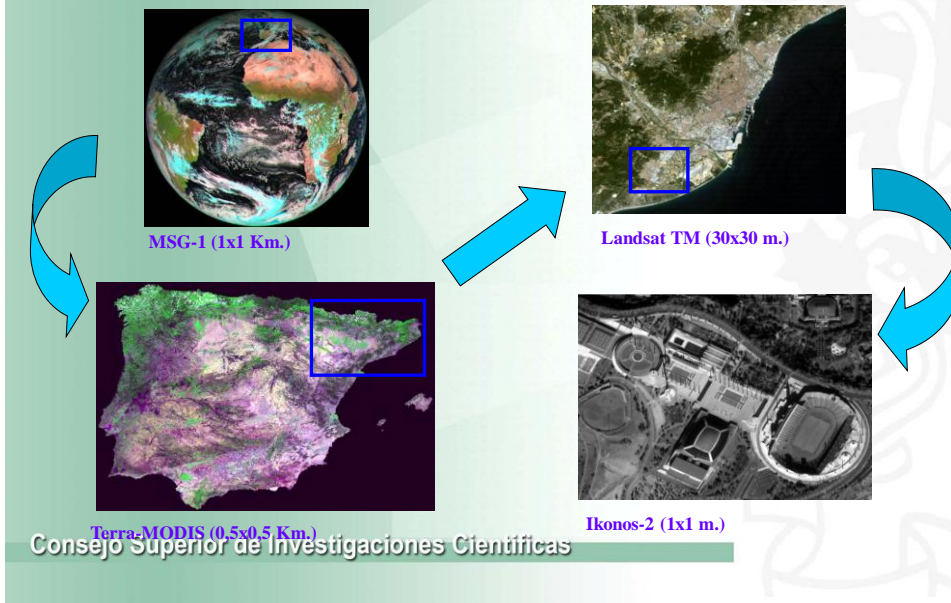 MSG-1 (1x1 Km.)
Landsat TM (30x30 m.)
Terra-MODIS (0,5x0,5 Km.)
Ikonos-2 (1x1 m.)
Consejo Superior de Investigaciones Científicas